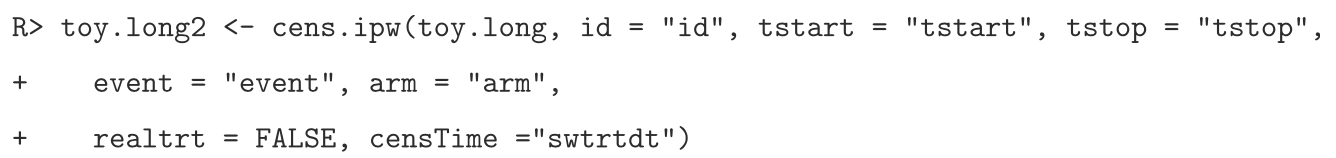 R> toy.long2 <- cens.ipw(toy.long, id = "id", tstart = "tstart", tstop = "tstop",
+    event = "event", arm = "arm",
+    realtrt = FALSE, censTime ="swtrtdt")